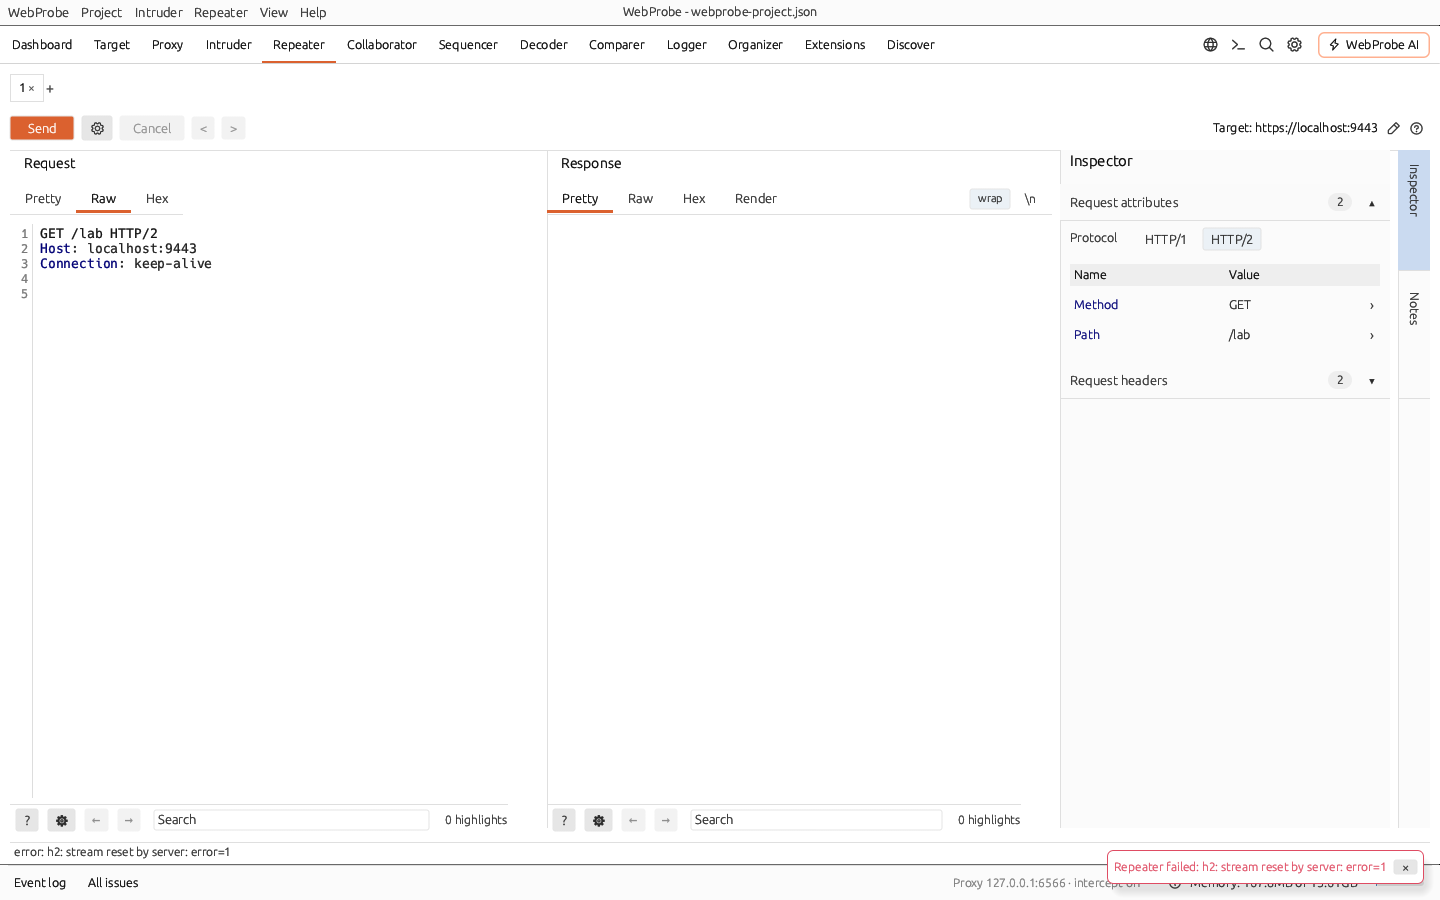 WebProbe Project Intruder Repeater View Help
WebProbe - webprobe-project.json
Dashboard Target Proxy Intruder Repeater Collaborator Sequencer Decoder Comparer Logger Organizer Extensions Discover
WebProbe AI
1 × +
Send Cancel < >
Target: https://localhost:9443
Request
Pretty Raw Hex
1 GET /lab HTTP/2
2 Host: localhost:9443
3 Connection: keep-alive
4
5
? ← → Search 0 highlights
Response
Pretty Raw Hex Render wrap \n
? ← → Search 0 highlights
Inspector
Request attributes 2
Protocol HTTP/1 HTTP/2
Name Value
Method GET ›
Path /lab ›
Request headers 2
Inspector
Notes
error: h2: stream reset by server: error=1
Repeater failed: h2: stream reset by server: error=1 ×
Event log All issues
Proxy 127.0.0.1:6566 · intercept off